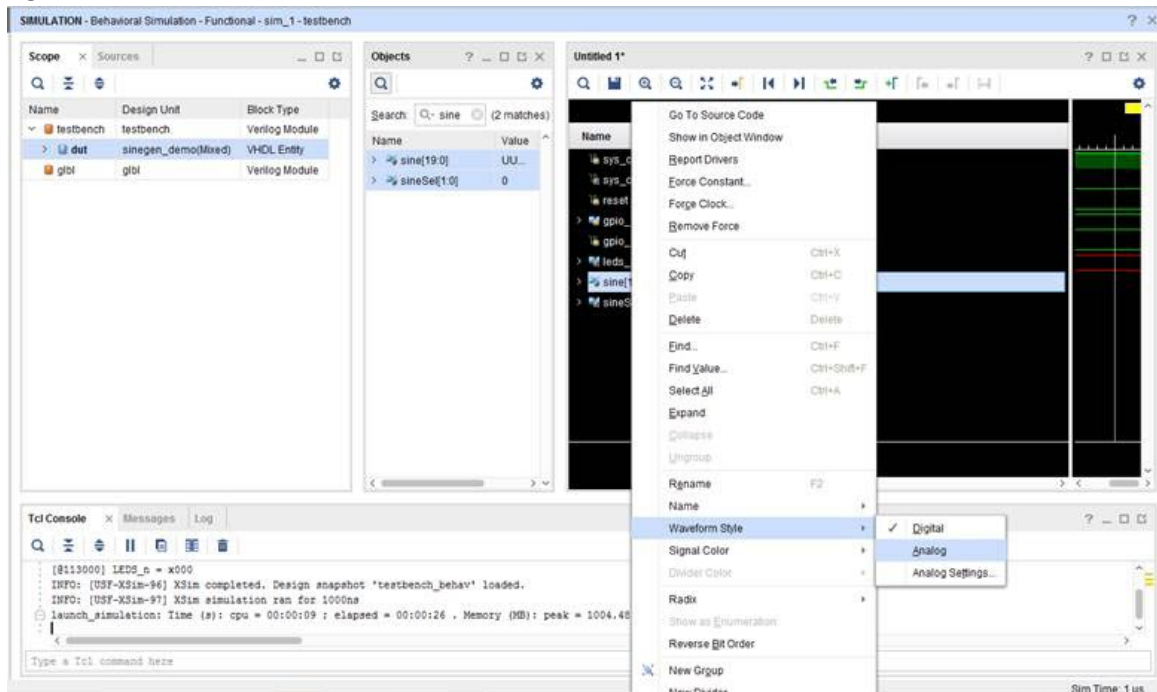 SIMULATION - Behavioral Simulation - Functional - sim_1 - testbench
Scope
Sources
Name Design Unit Block Type
testbench testbench Verilog Module
dut sinegen_demo(Mixed) VHDL Entity
glbl glbl Verilog Module
Objects
Search: sine (2 matches)
Name Value
sine[19:0] UU...
sineSel[1:0] 0
Untitled 1*
Name
sys_c
sys_c
reset
gpio_
gpio_
leds_
sine[1
sineS
Go To Source Code
Show in Object Window
Report Drivers
Force Constant...
Force Clock...
Remove Force
Cut Ctrl+X
Copy Ctrl+C
Paste Ctrl+V
Delete Delete
Find... Ctrl+F
Find Value... Ctrl+Shift+F
Select All Ctrl+A
Expand
Collapse
Ungroup
Rename F2
Name
Waveform Style
Signal Color
Divider Color
Radix
Show as Enumeration
Reverse Bit Order
New Group
New Divider
Digital
Analog
Analog Settings...
Tcl Console Messages Log
[@113000] LEDS_n = x000
INFO: [USF-XSim-96] XSim completed. Design snapshot 'testbench_behav' loaded.
INFO: [USF-XSim-97] XSim simulation ran for 1000ns
launch_simulation: Time (s): cpu = 00:00:09 ; elapsed = 00:00:26 . Memory (MB): peak = 1004.48
Type a Tcl command here
Sim Time: 1 us